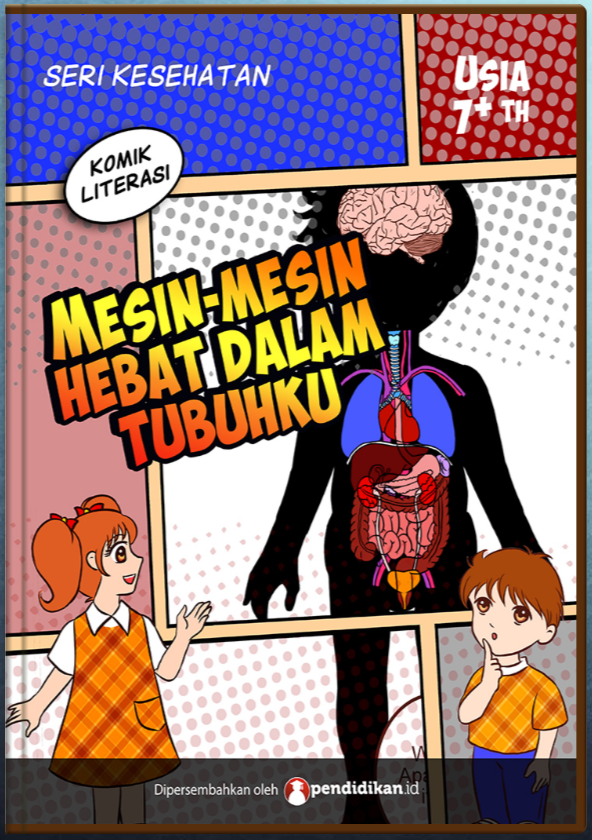 SERI KESEHATAN
USIA
7+ TH
KOMIK
LITERASI
MESIN-MESIN
HEBAT DALAM
TUBUHKU
Dipersembahkan oleh pendidikan.id